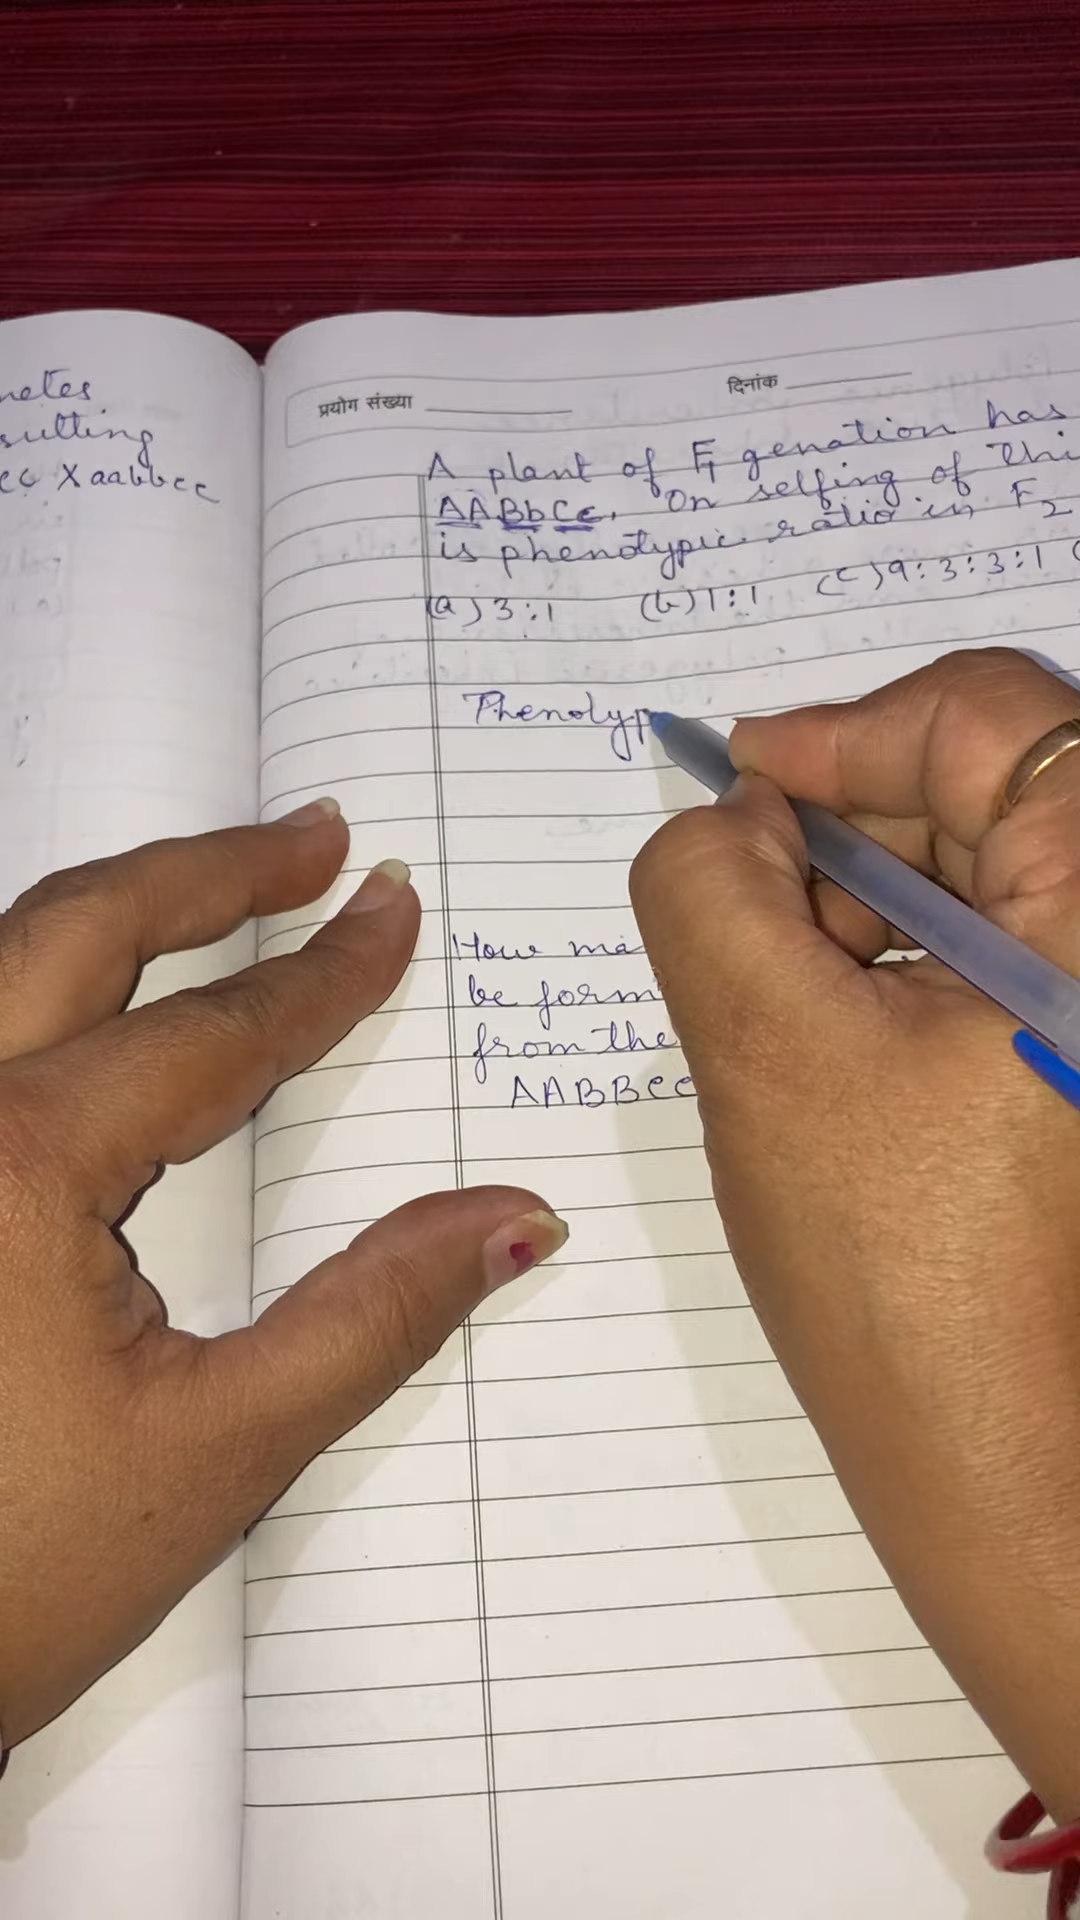 netes
sulting
cc X aabbcc
प्रयोग संख्या
दिनांक
A plant of F1 genation has
AABbCc. On selfing of thi
is phenotypic ratio in F2
(a) 3:1 (b) 1:1 (c) 9:3:3:1 (
Phenotyp
How ma
be form
from the
AABBCC